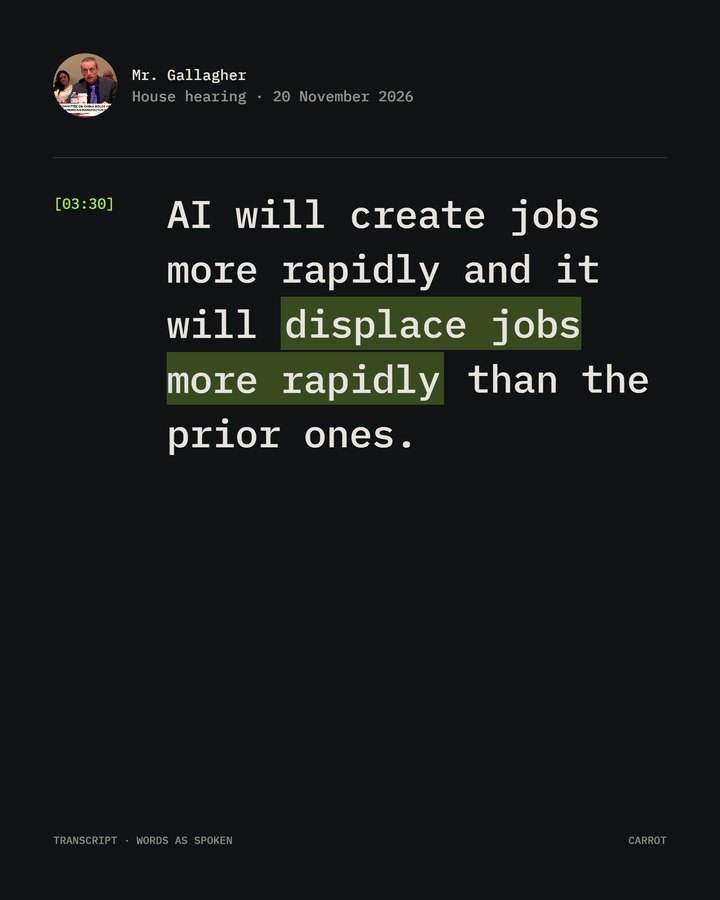 Mr. Gallagher
House hearing · 20 November 2026
[03:30]
AI will create jobs
more rapidly and it
will displace jobs
more rapidly than the
prior ones.
TRANSCRIPT · WORDS AS SPOKEN
CARROT